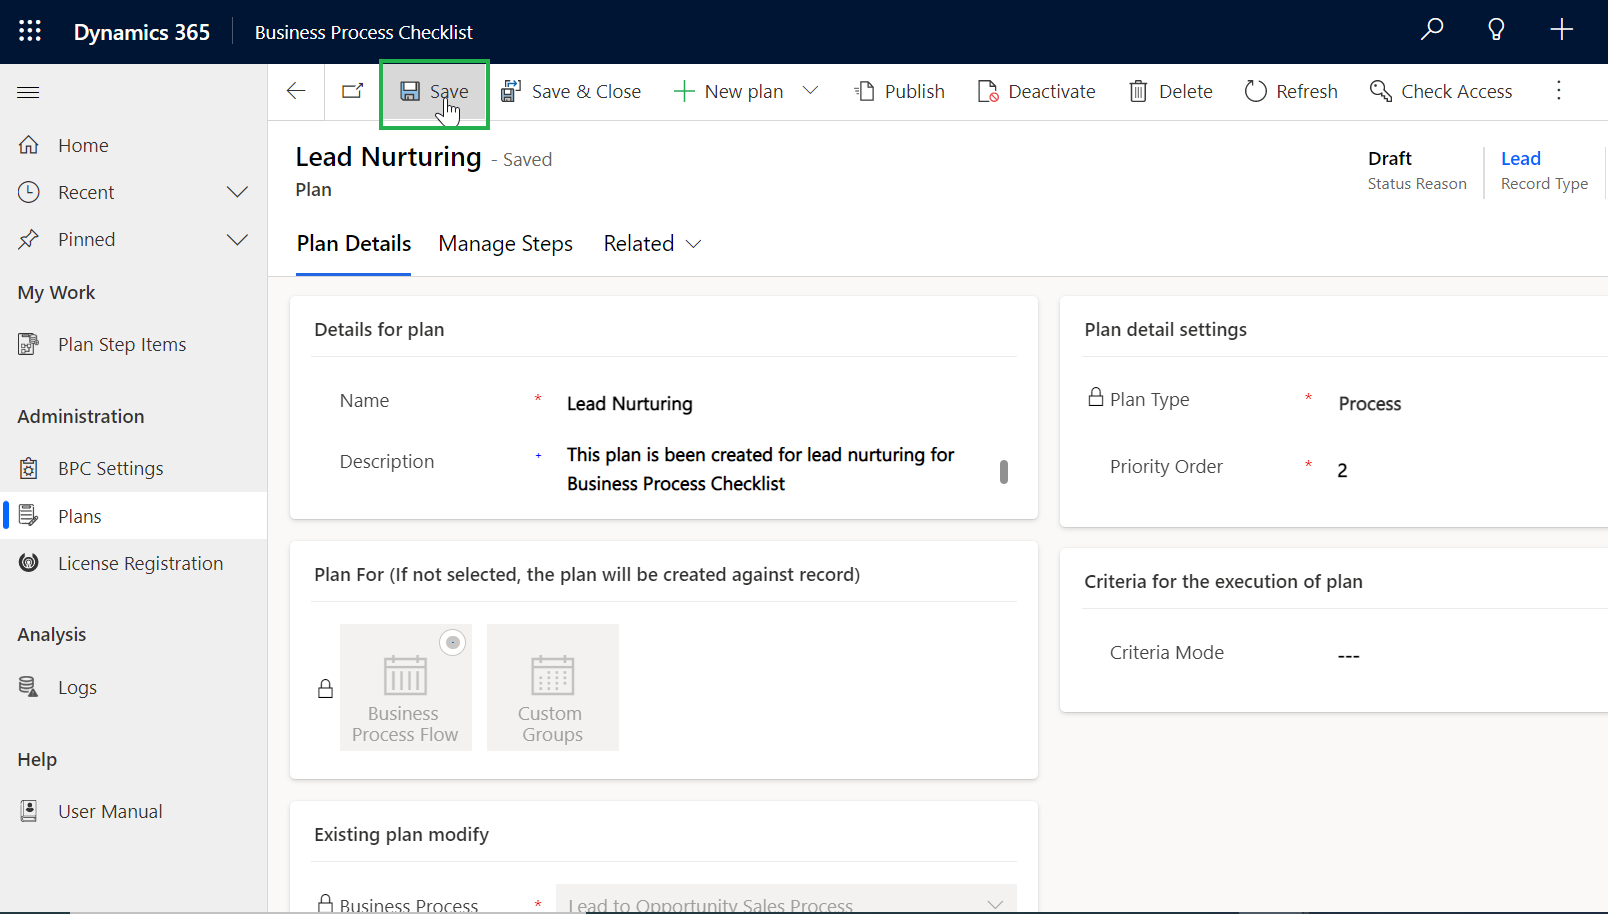 Dynamics 365
Business Process Checklist
Save
Save & Close
New plan
Publish
Deactivate
Delete
Refresh
Check Access
Home
Recent
Pinned
My Work
Plan Step Items
Administration
BPC Settings
Plans
License Registration
Analysis
Logs
Help
User Manual
Lead Nurturing - Saved
Plan
Draft
Status Reason
Lead
Record Type
Plan Details
Manage Steps
Related
Details for plan
Name * Lead Nurturing
Description + This plan is been created for lead nurturing for
Business Process Checklist
Plan For (If not selected, the plan will be created against record)
Business
Process Flow
Custom
Groups
Existing plan modify
Business Process * Lead to Opportunity Sales Process
Plan detail settings
Plan Type * Process
Priority Order * 2
Criteria for the execution of plan
Criteria Mode ---